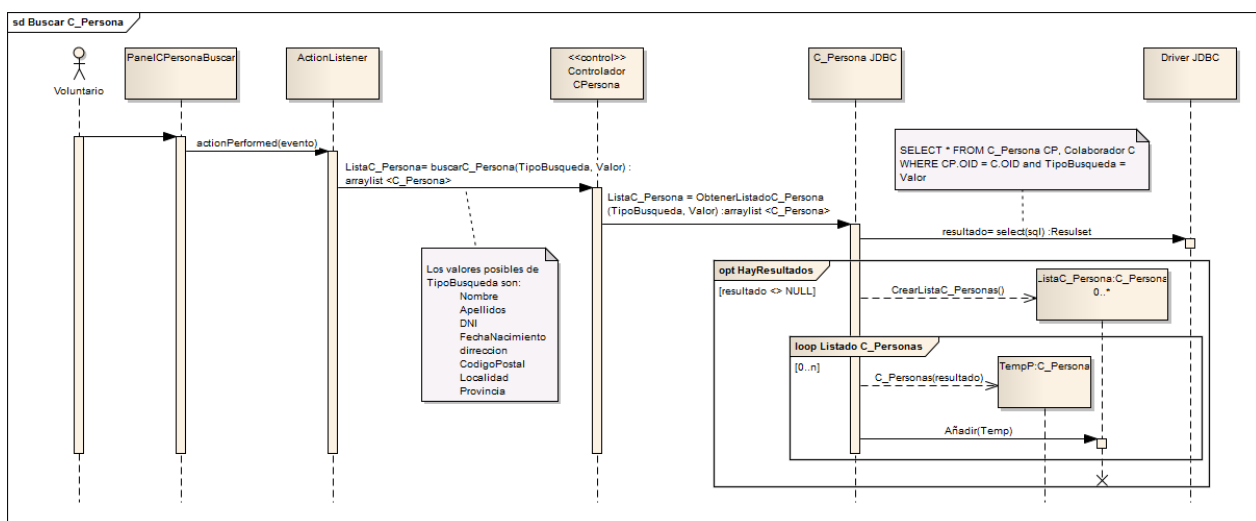 sd Buscar C_Persona
Voluntario
PanelCPersonaBuscar
ActionListener
<<control>>
Controlador
CPersona
C_Persona JDBC
Driver JDBC
actionPerformed(evento)
ListaC_Persona= buscarC_Persona(TipoBusqueda, Valor) :
arraylist <C_Persona>
ListaC_Persona = ObtenerListadoC_Persona
(TipoBusqueda, Valor) :arraylist <C_Persona>
SELECT * FROM C_Persona CP, Colaborador C
WHERE CP.OID = C.OID and TipoBusqueda =
Valor
resultado= select(sql) :Resulset
Los valores posibles de
TipoBusqueda son:
Nombre
Apellidos
DNI
FechaNacimiento
dirreccion
CodigoPostal
Localidad
Provincia
opt HayResultados
[resultado <> NULL]
CrearListaC_Personas()
ListaC_Persona:C_Persona
0..*
loop Listado C_Personas
[0..n]
C_Personas(resultado)
TempP:C_Persona
Añadir(Temp)